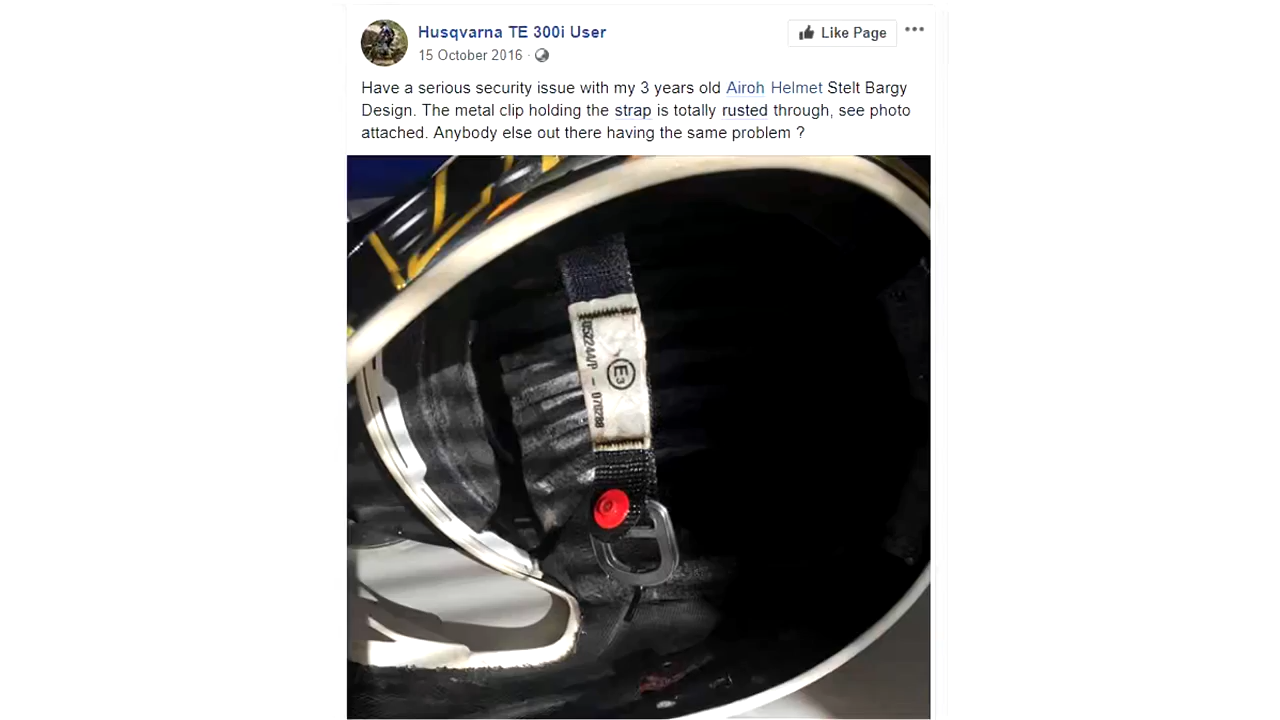 Husqvarna TE 300i User
15 October 2016 ·
Like Page
Have a serious security issue with my 3 years old Airoh Helmet Stelt Bargy
Design. The metal clip holding the strap is totally rusted through, see photo
attached. Anybody else out there having the same problem ?
052244/P - 070288
E3